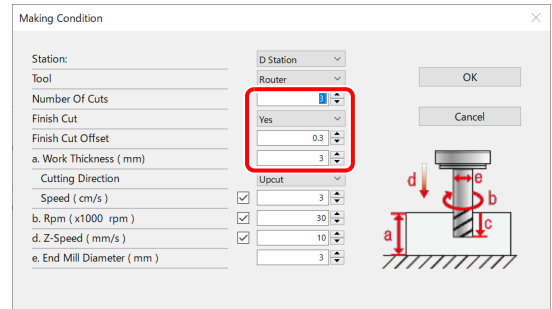 Making Condition
Station: D Station
Tool Router OK
Number Of Cuts 3
Finish Cut Yes Cancel
Finish Cut Offset 0.3
a. Work Thickness ( mm) 3
Cutting Direction Upcut d e
Speed ( cm/s ) 3 b
b. Rpm ( x1000 rpm ) 30 c
d. Z-Speed ( mm/s ) 10 a
e. End Mill Diameter ( mm ) 3